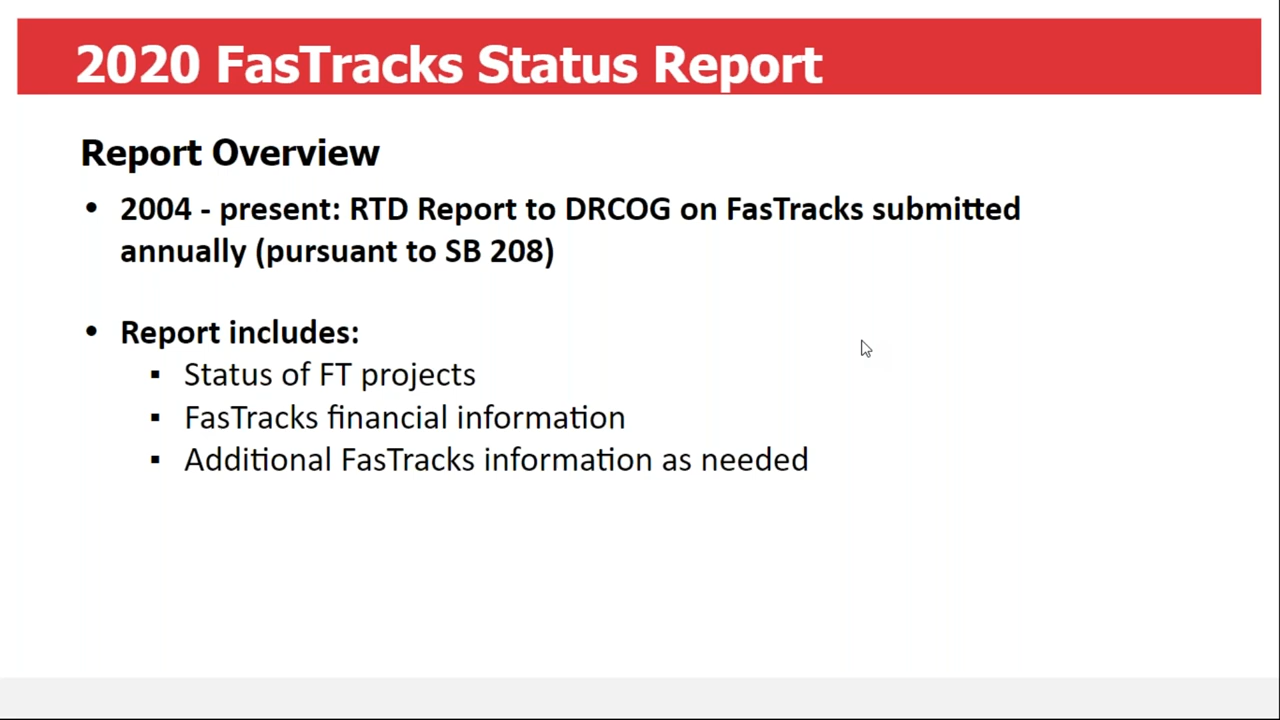 2020 FasTracks Status Report
Report Overview
• 2004 - present: RTD Report to DRCOG on FasTracks submitted
annually (pursuant to SB 208)
• Report includes:
▪ Status of FT projects
▪ FasTracks financial information
▪ Additional FasTracks information as needed